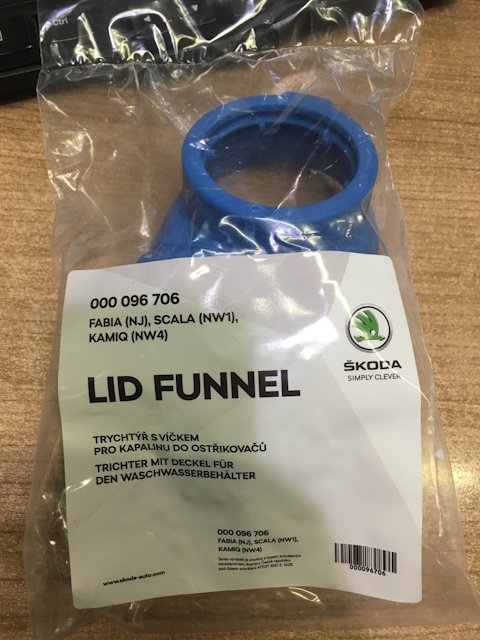 Ctrl
000 096 706
FABIA (NJ), SCALA (NW1),
KAMIQ (NW4)
ŠKODA
SIMPLY CLEVER
LID FUNNEL
TRYCHTÝŘ S VÍČKEM
PRO KAPALINU DO OSTŘIKOVAČŮ
TRICHTER MIT DECKEL FÜR
DEN WASCHWASSERBEHÄLTER
000 096 706
FABIA (NJ), SCALA (NW1),
KAMIQ (NW4)
www.skoda-auto.com
000096706